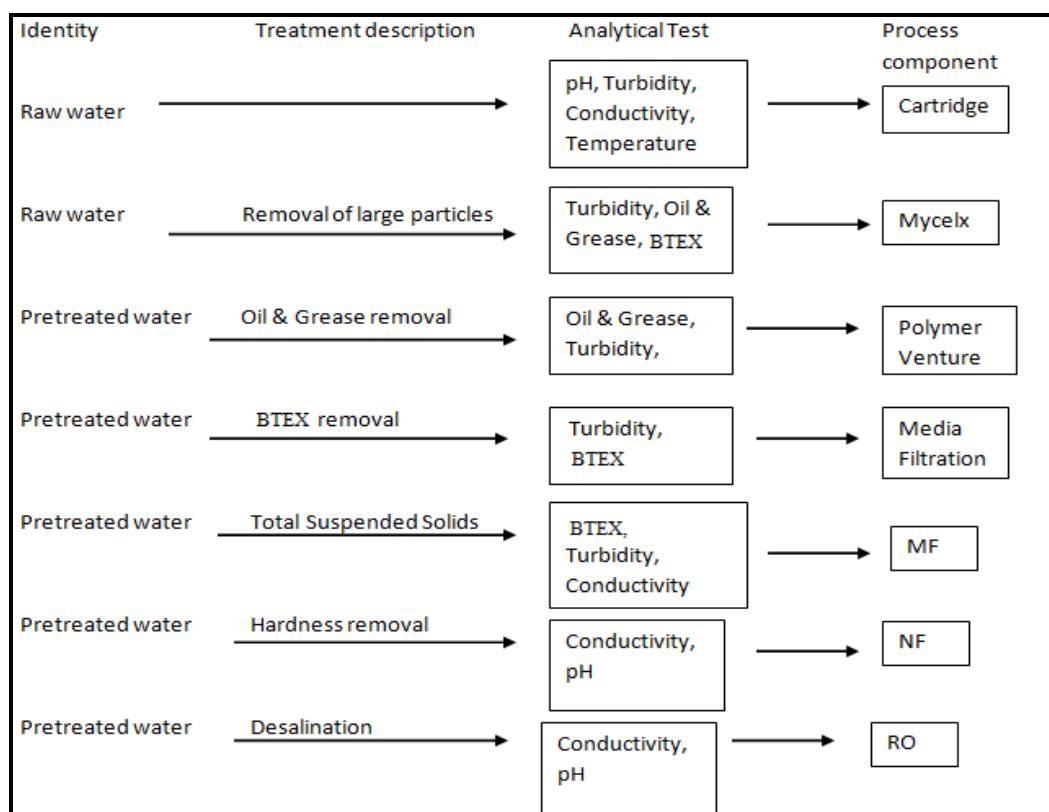 Identity Treatment description Analytical Test Process
component
Raw water
pH, Turbidity,
Conductivity,
Temperature
Cartridge
Raw water Removal of large particles
Turbidity, Oil &
Grease, BTEX
Mycelx
Pretreated water Oil & Grease removal
Oil & Grease,
Turbidity,
Polymer
Venture
Pretreated water BTEX removal
Turbidity,
BTEX
Media
Filtration
Pretreated water Total Suspended Solids
BTEX,
Turbidity,
Conductivity
MF
Pretreated water Hardness removal
Conductivity,
pH
NF
Pretreated water Desalination
Conductivity,
pH
RO